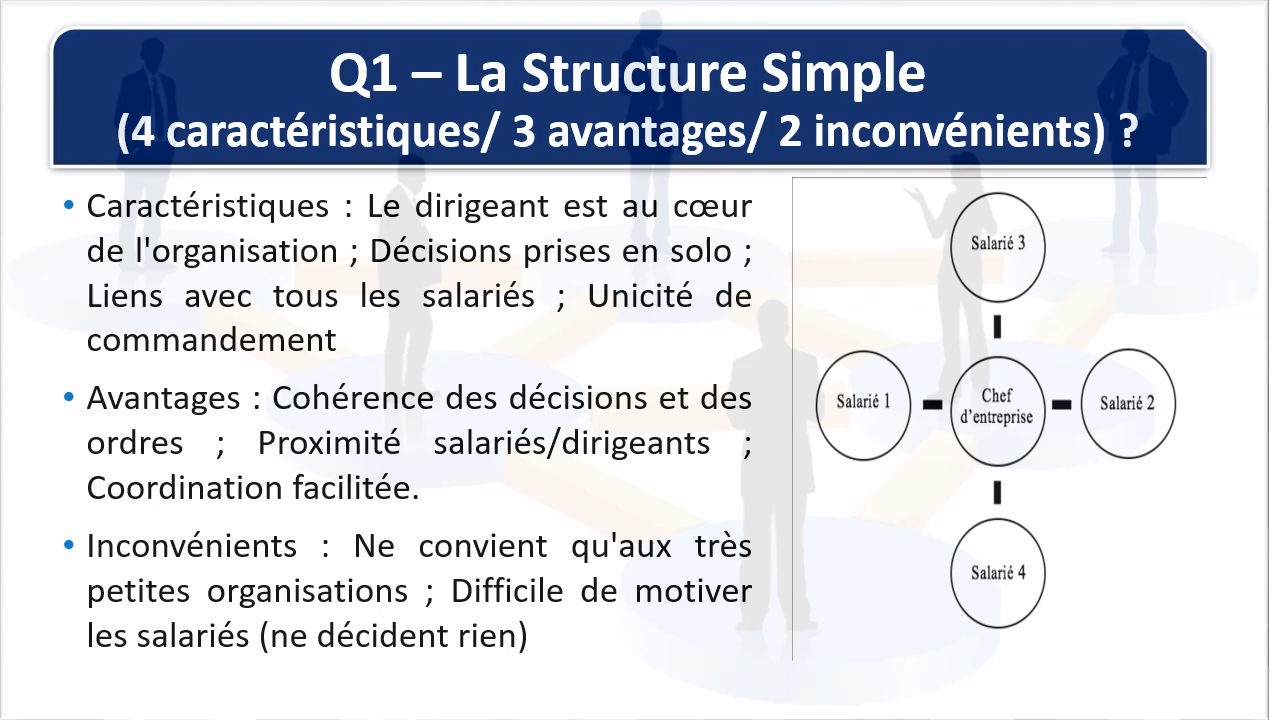 Q1 – La Structure Simple
(4 caractéristiques/ 3 avantages/ 2 inconvénients) ?
• Caractéristiques : Le dirigeant est au cœur
de l'organisation ; Décisions prises en solo ;
Liens avec tous les salariés ; Unicité de
commandement
• Avantages : Cohérence des décisions et des
ordres ; Proximité salariés/dirigeants ;
Coordination facilitée.
• Inconvénients : Ne convient qu'aux très
petites organisations ; Difficile de motiver
les salariés (ne décident rien)
Salarié 3
Salarié 1
Chef
d’entreprise
Salarié 2
Salarié 4